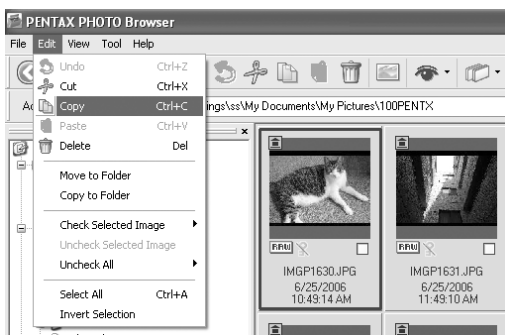 PENTAX PHOTO Browser
File Edit View Tool Help
Undo Ctrl+Z
Cut Ctrl+X
Copy Ctrl+C
ings\ss\My Documents\My Pictures\100PENTX
Paste Ctrl+V
Delete Del
Move to Folder
Copy to Folder
Check Selected Image
Uncheck Selected Image
Uncheck All
Select All Ctrl+A
Invert Selection
RAW
RAW
IMGP1630.JPG
6/25/2006
10:49:14 AM
IMGP1631.JPG
6/25/2006
11:49:10 AM